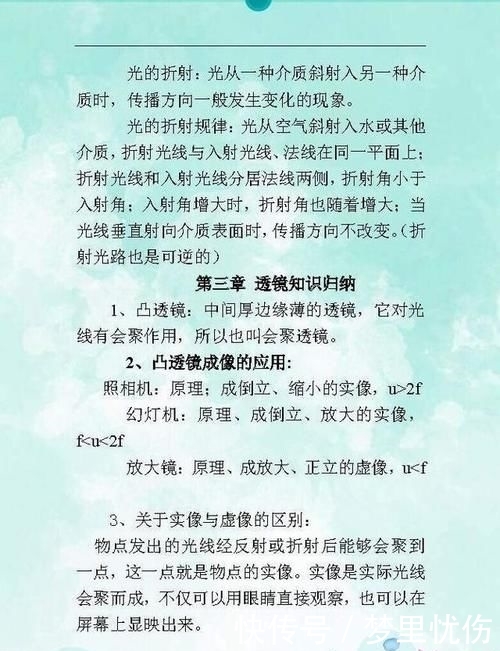 光的折射：光从一种介质斜射入另一种介
质时，传播方向一般发生变化的现象。
光的折射规律：光从空气斜射入水或其他
介质，折射光线与入射光线、法线在同一平面上；
折射光线和入射光线分居法线两侧，折射角小于
入射角；入射角增大时，折射角也随着增大；当
光线垂直射向介质表面时，传播方向不改变。（折
射光路也是可逆的）
第三章 透镜知识归纳
1、凸透镜：中间厚边缘薄的透镜，它对光
线有会聚作用，所以也叫会聚透镜。
2、凸透镜成像的应用：
照相机：原理；成倒立、缩小的实像，u>2f
幻灯机：原理、成倒立、放大的实像，
f<u<2f
放大镜：原理、成放大、正立的虚像，u<f
3、关于实像与虚像的区别：
物点发出的光线经反射或折射后能够会聚到
一点，这一点就是物点的实像。实像是实际光线
会聚而成，不仅可以用眼睛直接观察，也可以在
屏幕上显映出来。
快传号 / 梦里忧伤